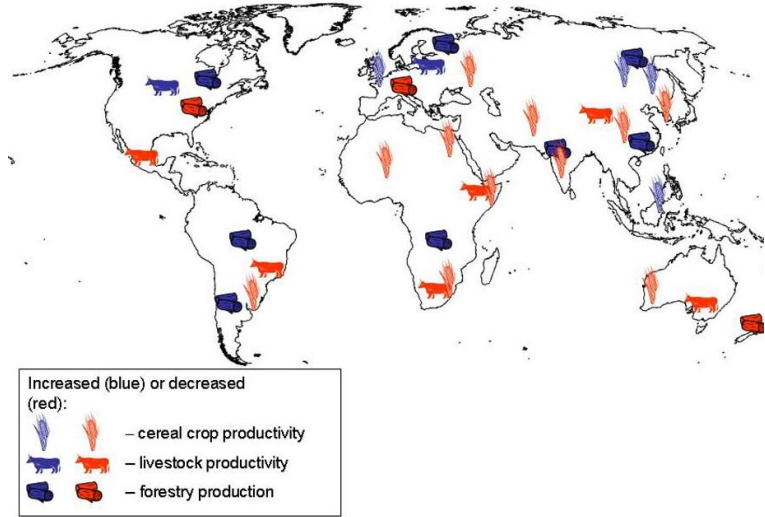 Increased (blue) or decreased
(red):
– cereal crop productivity
– livestock productivity
– forestry production